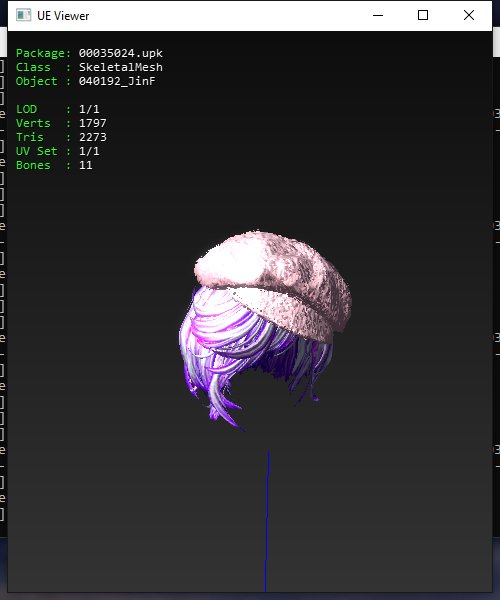 UE Viewer
Package: 00035024.upk
Class : SkeletalMesh
Object : 040192_JinF
LOD : 1/1
Verts : 1797
Tris : 2273
UV Set : 1/1
Bones : 11